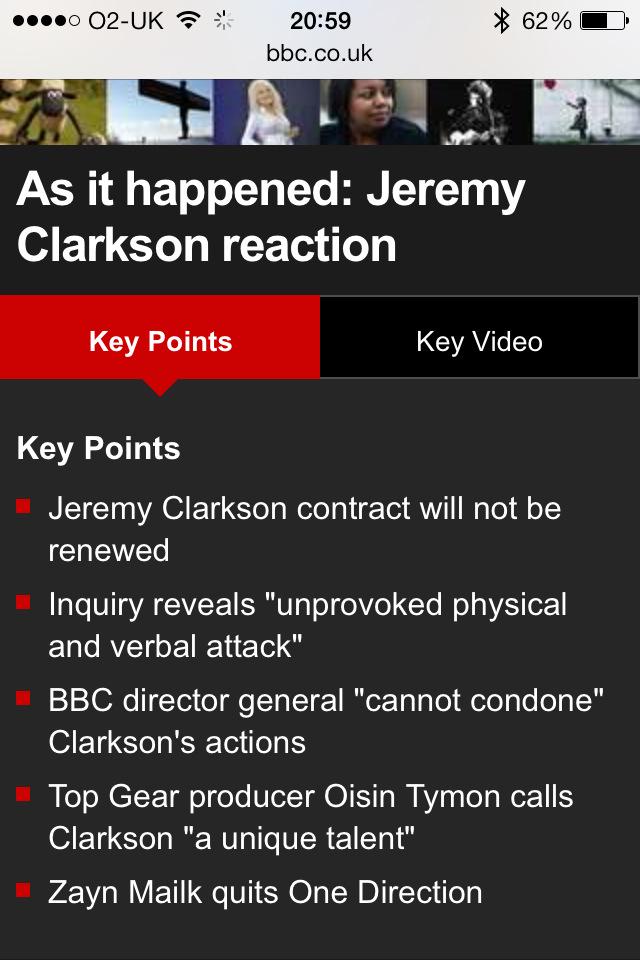 O2-UK 20:59 62%
bbc.co.uk
As it happened: Jeremy
Clarkson reaction
Key Points Key Video
Key Points
Jeremy Clarkson contract will not be
renewed
Inquiry reveals "unprovoked physical
and verbal attack"
BBC director general "cannot condone"
Clarkson's actions
Top Gear producer Oisin Tymon calls
Clarkson "a unique talent"
Zayn Mailk quits One Direction